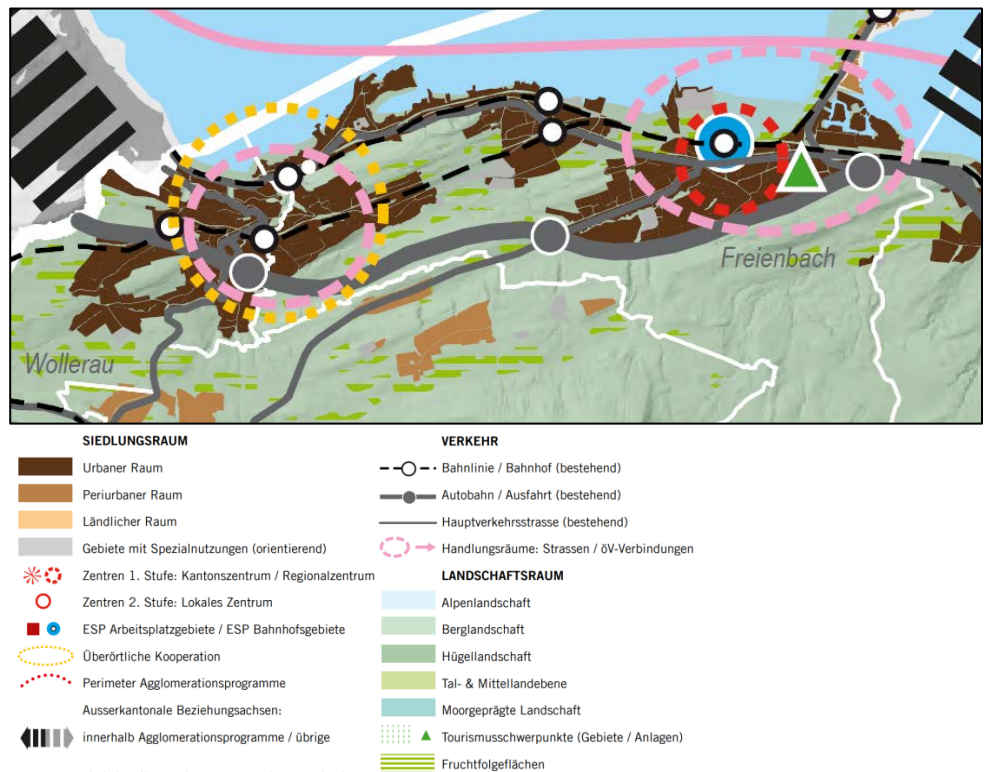 Freienbach
Wollerau
SIEDLUNGSRAUM
Urbaner Raum
Periurbaner Raum
Ländlicher Raum
Gebiete mit Spezialnutzungen (orientierend)
Zentren 1. Stufe: Kantonszentrum / Regionalzentrum
Zentren 2. Stufe: Lokales Zentrum
ESP Arbeitsplatzgebiete / ESP Bahnhofsgebiete
Überörtliche Kooperation
Perimeter Agglomerationsprogramme
Ausserkantonale Beziehungsachsen:
innerhalb Agglomerationsprogramme / übrige
VERKEHR
Bahnlinie / Bahnhof (bestehend)
Autobahn / Ausfahrt (bestehend)
Hauptverkehrsstrasse (bestehend)
Handlungsräume: Strassen / öV-Verbindungen
LANDSCHAFTSRAUM
Alpenlandschaft
Berglandschaft
Hügellandschaft
Tal- & Mittellandebene
Moorgeprägte Landschaft
Tourismusschwerpunkte (Gebiete / Anlagen)
Fruchtfolgeflächen